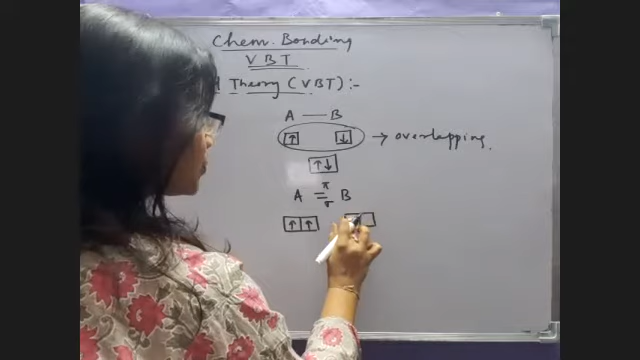 Chem. Bonding
VBT
Theory (VBT) :-
A — B
↑ ↓ → overlapping.
↑↓
π
A = B
σ
↑ ↑